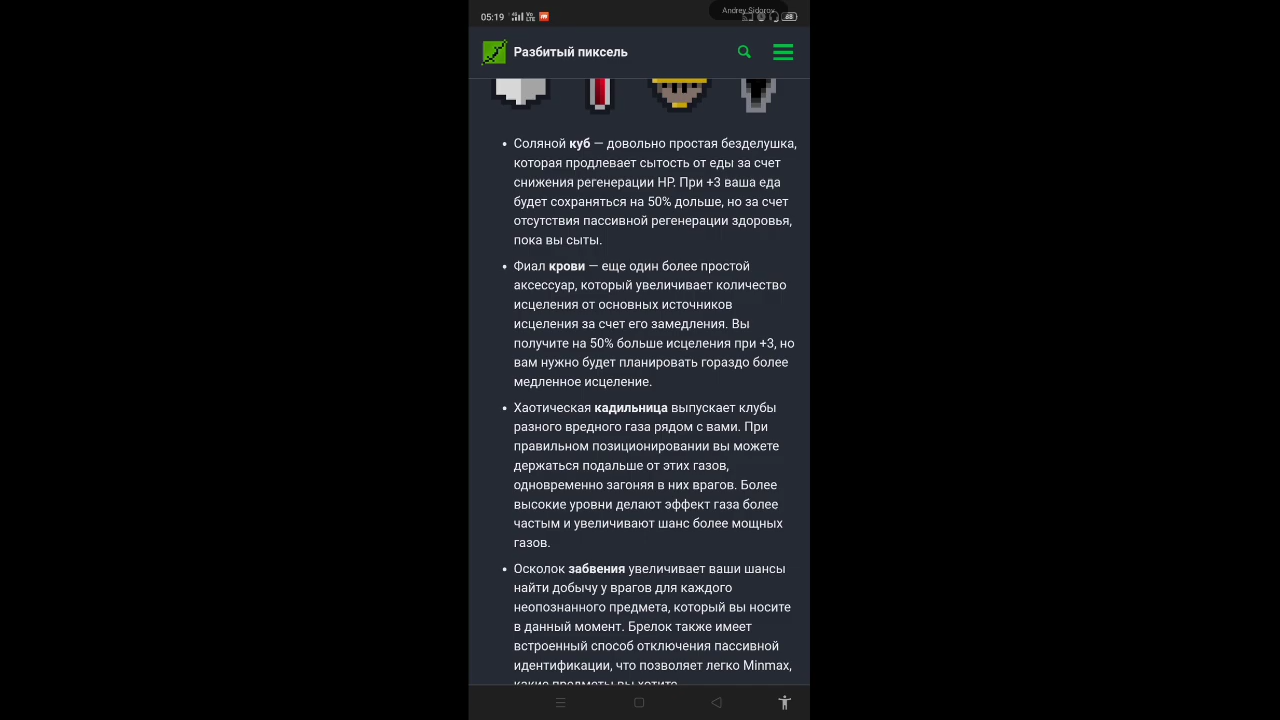 Andrey Sidorov
05:19
88
Разбитый пиксель
• Соляной куб — довольно простая безделушка,
которая продлевает сытость от еды за счет
снижения регенерации HP. При +3 ваша еда
будет сохраняться на 50% дольше, но за счет
отсутствия пассивной регенерации здоровья,
пока вы сыты.
• Фиал крови — еще один более простой
аксессуар, который увеличивает количество
исцеления от основных источников
исцеления за счет его замедления. Вы
получите на 50% больше исцеления при +3, но
вам нужно будет планировать гораздо более
медленное исцеление.
• Хаотическая кадильница выпускает клубы
разного вредного газа рядом с вами. При
правильном позиционировании вы можете
держаться подальше от этих газов,
одновременно загоняя в них врагов. Более
высокие уровни делают эффект газа более
частым и увеличивают шанс более мощных
газов.
• Осколок забвения увеличивает ваши шансы
найти добычу у врагов для каждого
неопознанного предмета, который вы носите
в данный момент. Брелок также имеет
встроенный способ отключения пассивной
идентификации, что позволяет легко Minmax,
какие предметы вы хотите